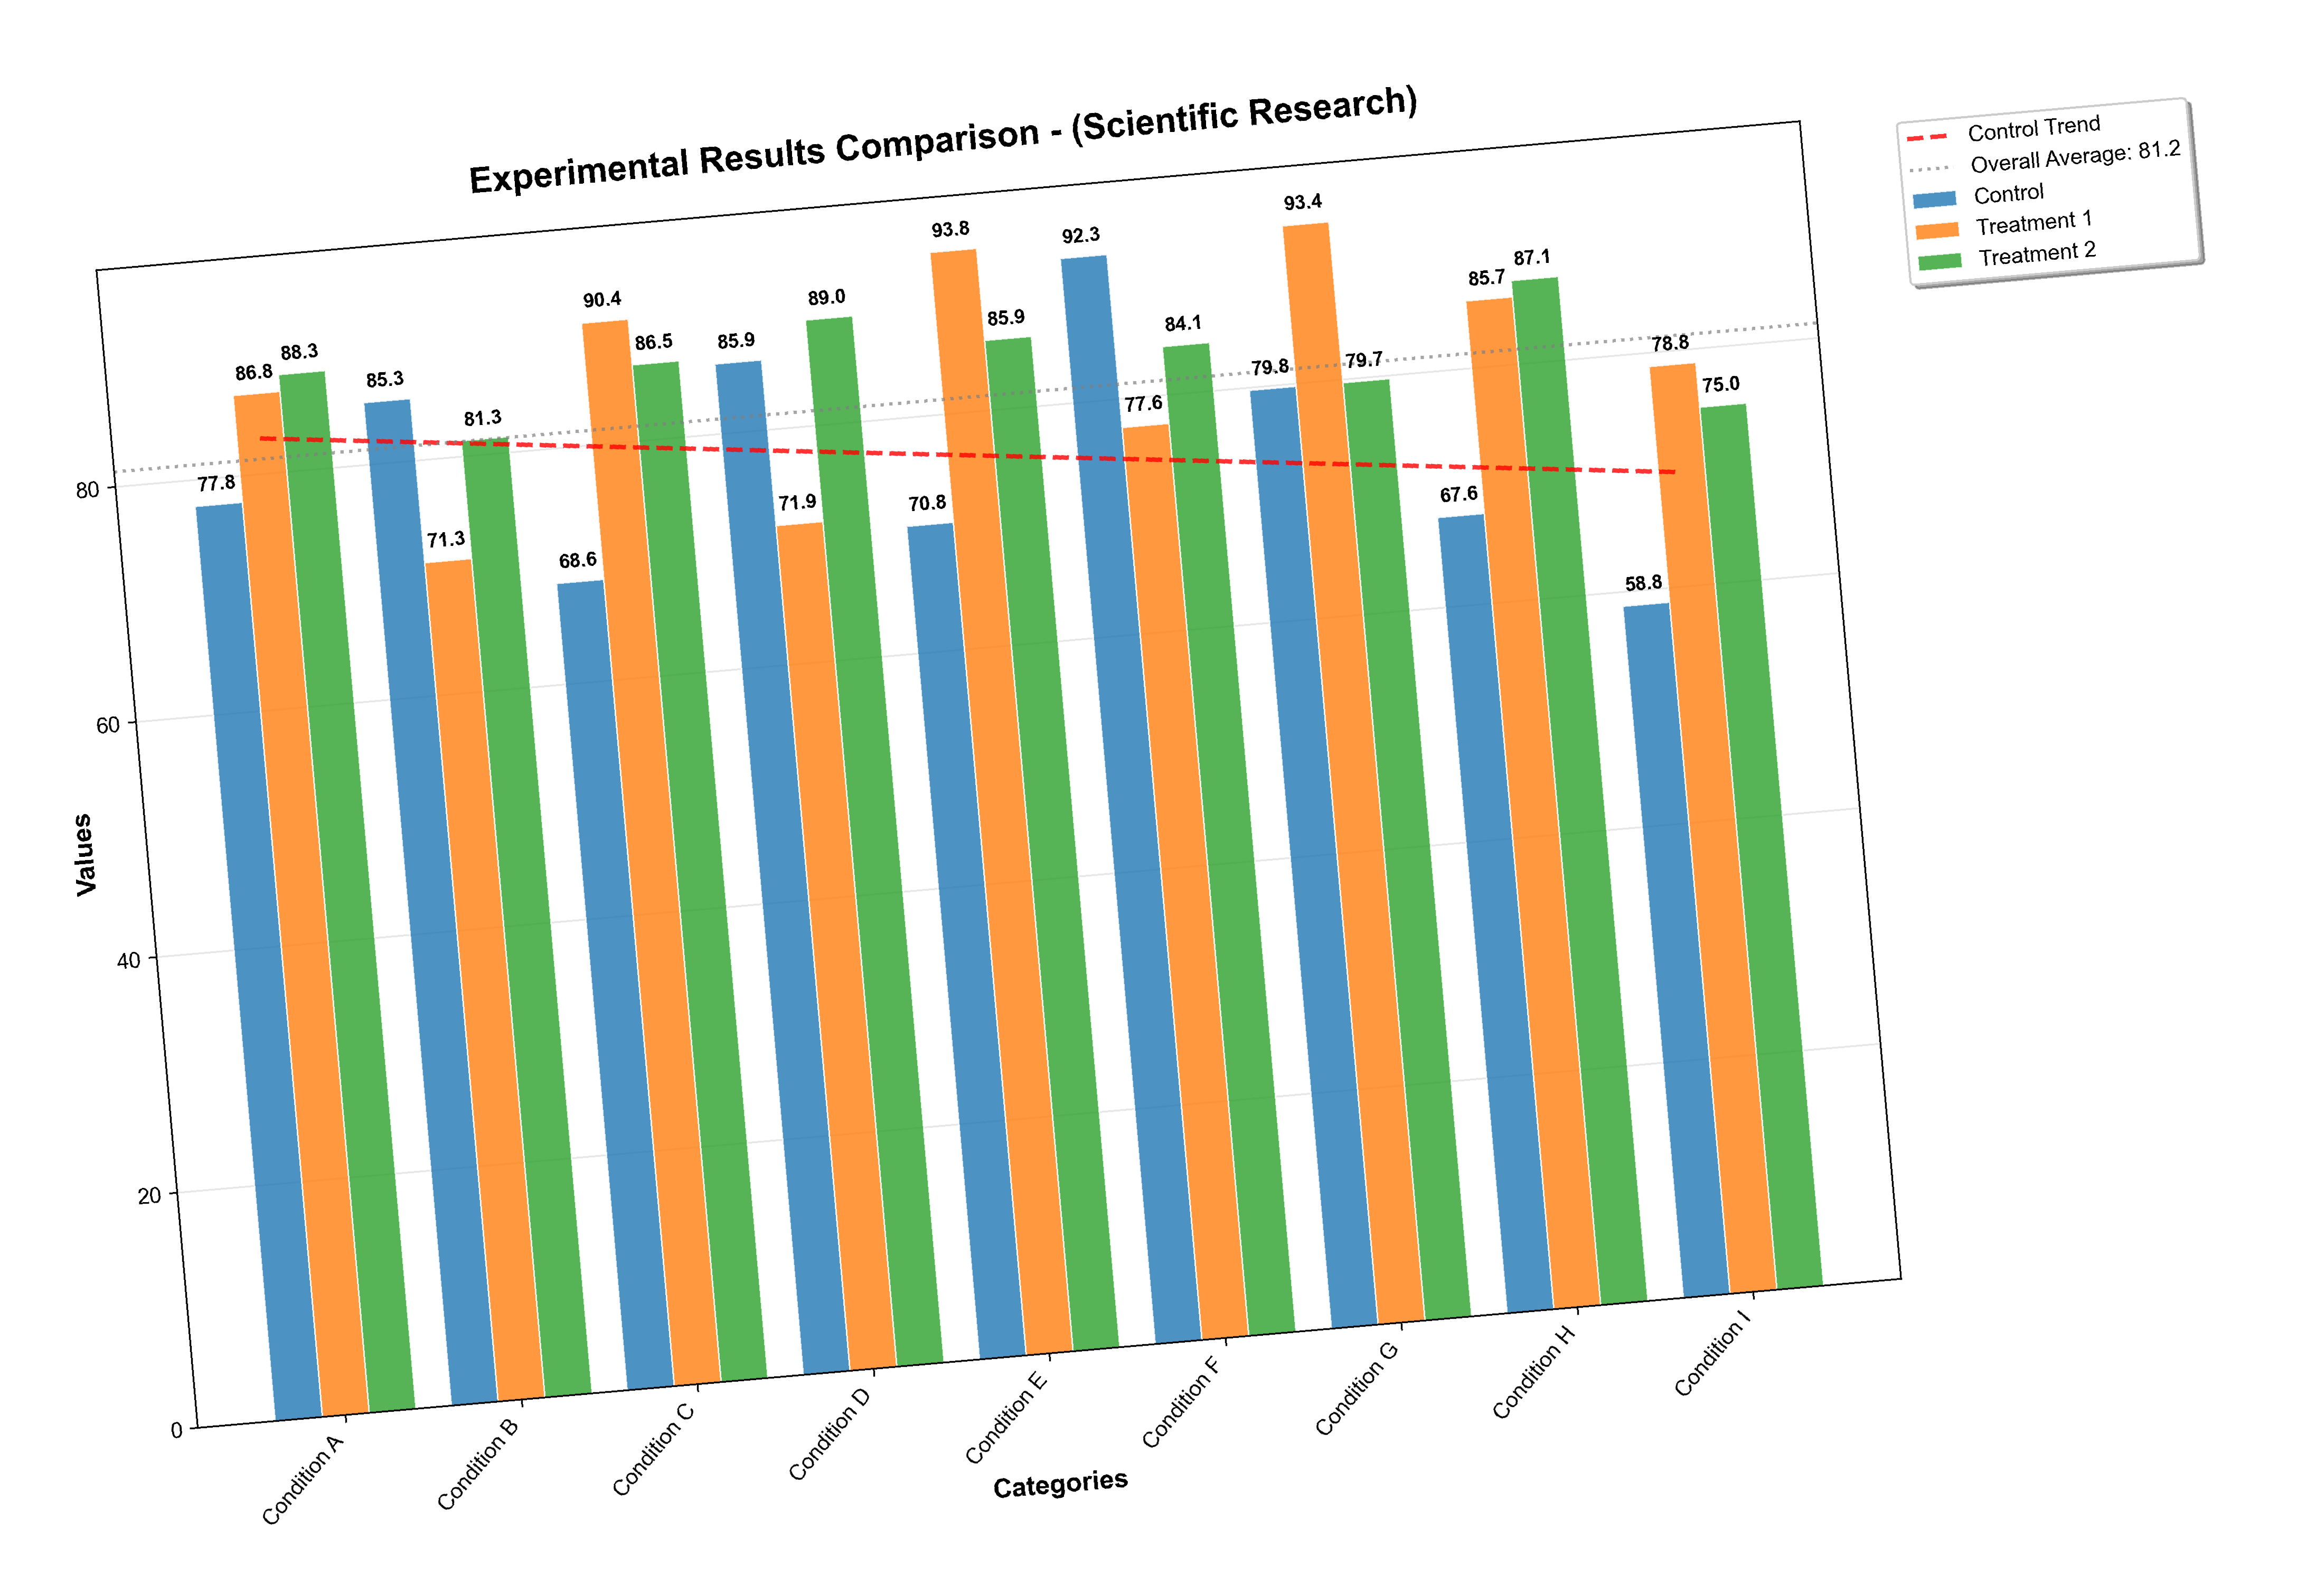 Experimental Results Comparison - (Scientific Research)
Control Trend
Overall Average: 81.2
Control
Treatment 1
Treatment 2
Values
80
60
40
20
0
77.8
86.8
88.3
85.3
71.3
81.3
68.6
90.4
86.5
85.9
71.9
89.0
70.8
93.8
85.9
92.3
77.6
84.1
79.8
93.4
79.7
67.6
85.7
87.1
58.8
78.8
75.0
Condition A
Condition B
Condition C
Condition D
Condition E
Condition F
Condition G
Condition H
Condition I
Categories